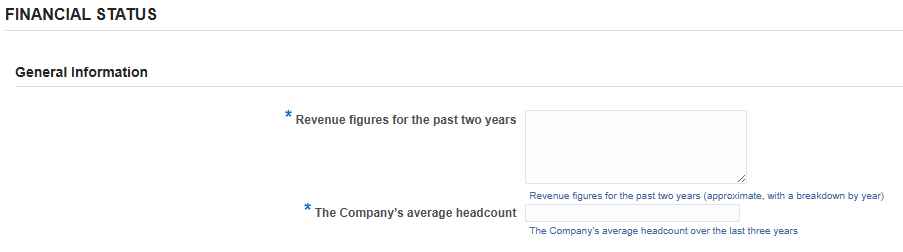 FINANCIAL STATUS
General Information
* Revenue figures for the past two years
Revenue figures for the past two years (approximate, with a breakdown by year)
* The Company's average headcount
The Company's average headcount over the last three years